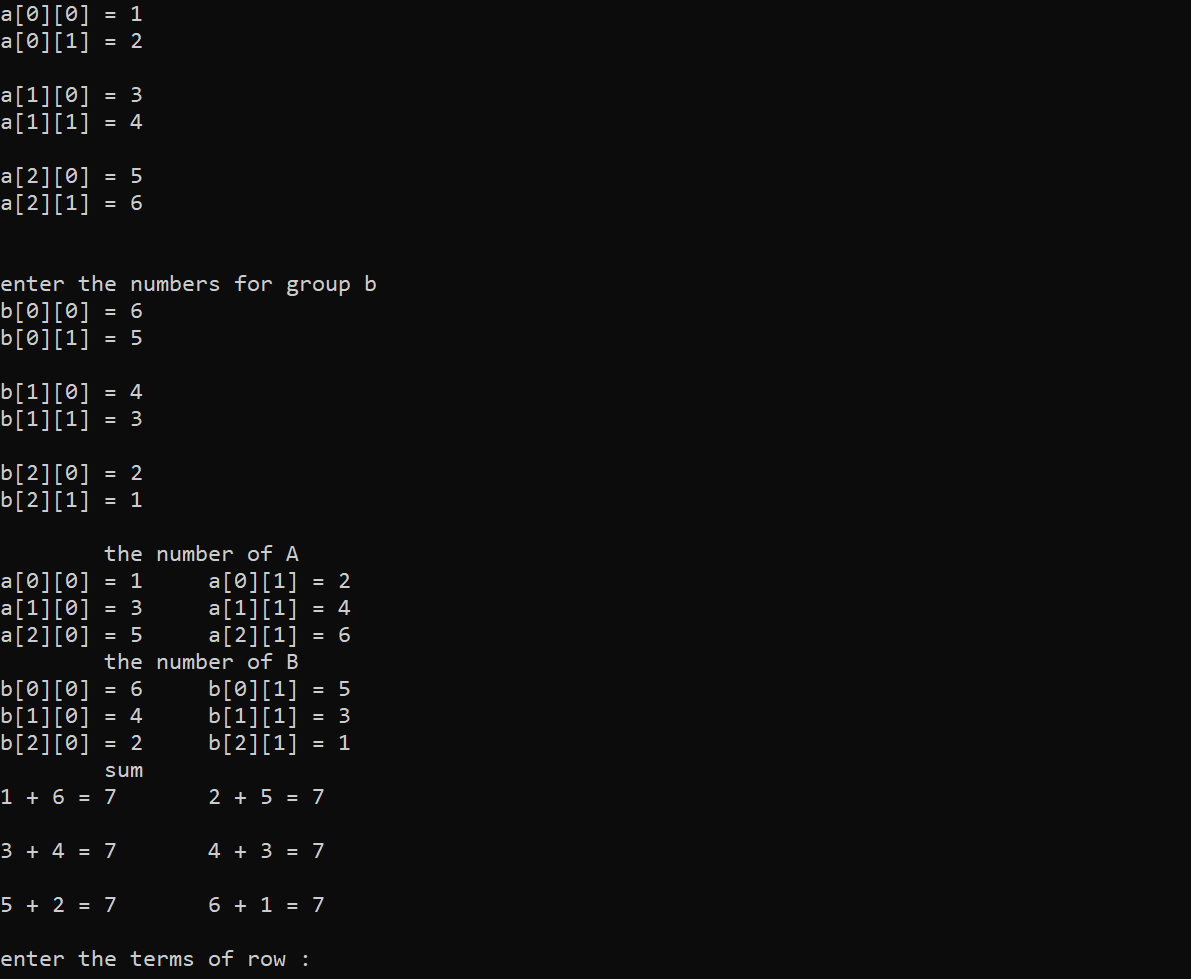 a[0][0] = 1
a[0][1] = 2
a[1][0] = 3
a[1][1] = 4
a[2][0] = 5
a[2][1] = 6
enter the numbers for group b
b[0][0] = 6
b[0][1] = 5
b[1][0] = 4
b[1][1] = 3
b[2][0] = 2
b[2][1] = 1
the number of A
a[0][0] = 1     a[0][1] = 2
a[1][0] = 3     a[1][1] = 4
a[2][0] = 5     a[2][1] = 6
the number of B
b[0][0] = 6     b[0][1] = 5
b[1][0] = 4     b[1][1] = 3
b[2][0] = 2     b[2][1] = 1
sum
1 + 6 = 7       2 + 5 = 7
3 + 4 = 7       4 + 3 = 7
5 + 2 = 7       6 + 1 = 7
enter the terms of row :